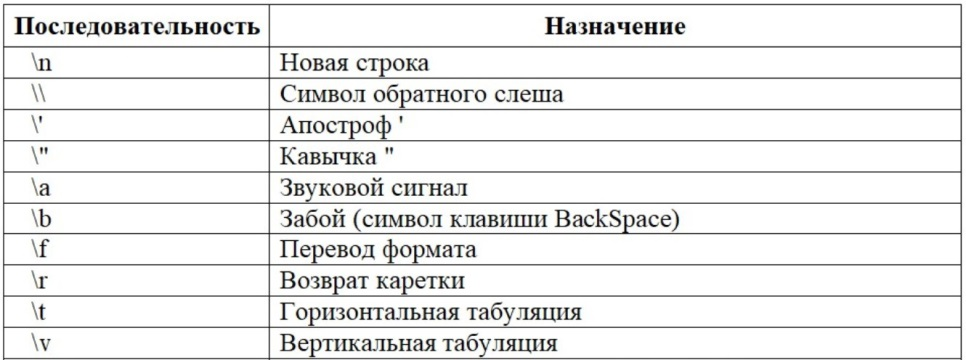 Последовательность Назначение
\n Новая строка
\\ Символ обратного слеша
\' Апостроф '
\" Кавычка "
\a Звуковой сигнал
\b Забой (символ клавиши BackSpace)
\f Перевод формата
\r Возврат каретки
\t Горизонтальная табуляция
\v Вертикальная табуляция